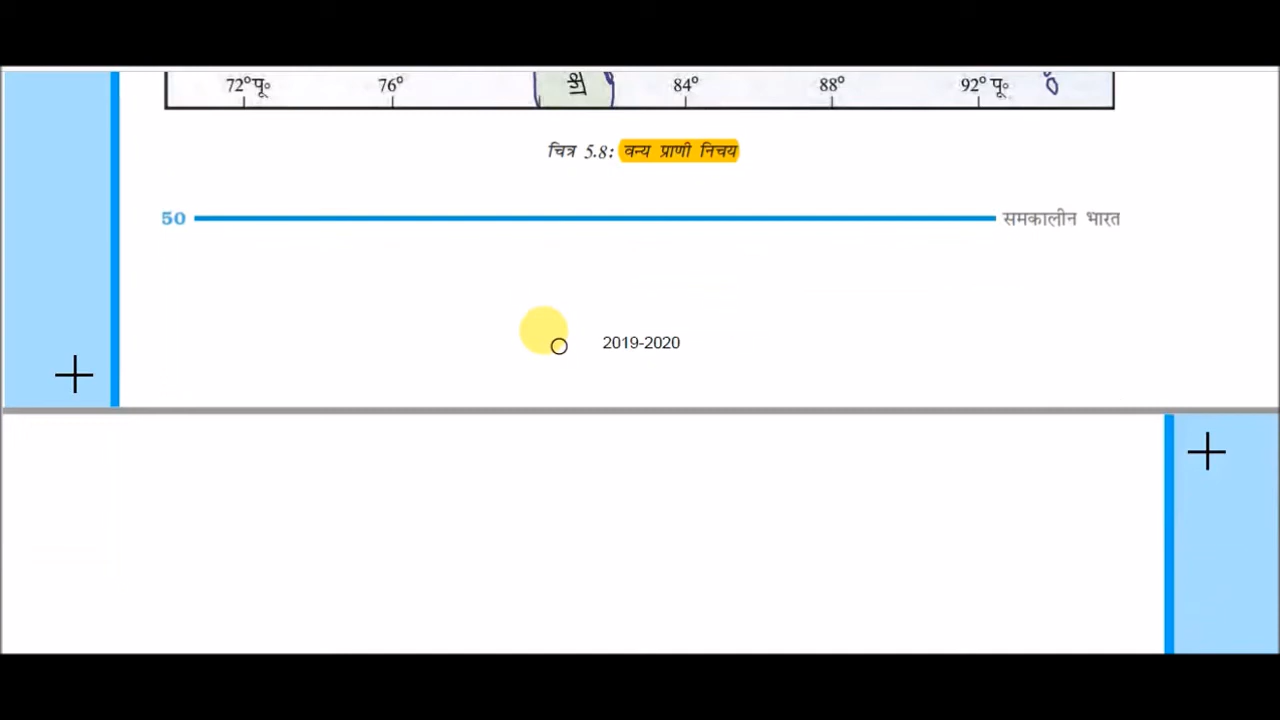 72°पू॰ 76° श्री 84° 88° 92° पू॰
चित्र 5.8: वन्य प्राणी निचय
50 समकालीन भारत
2019-2020